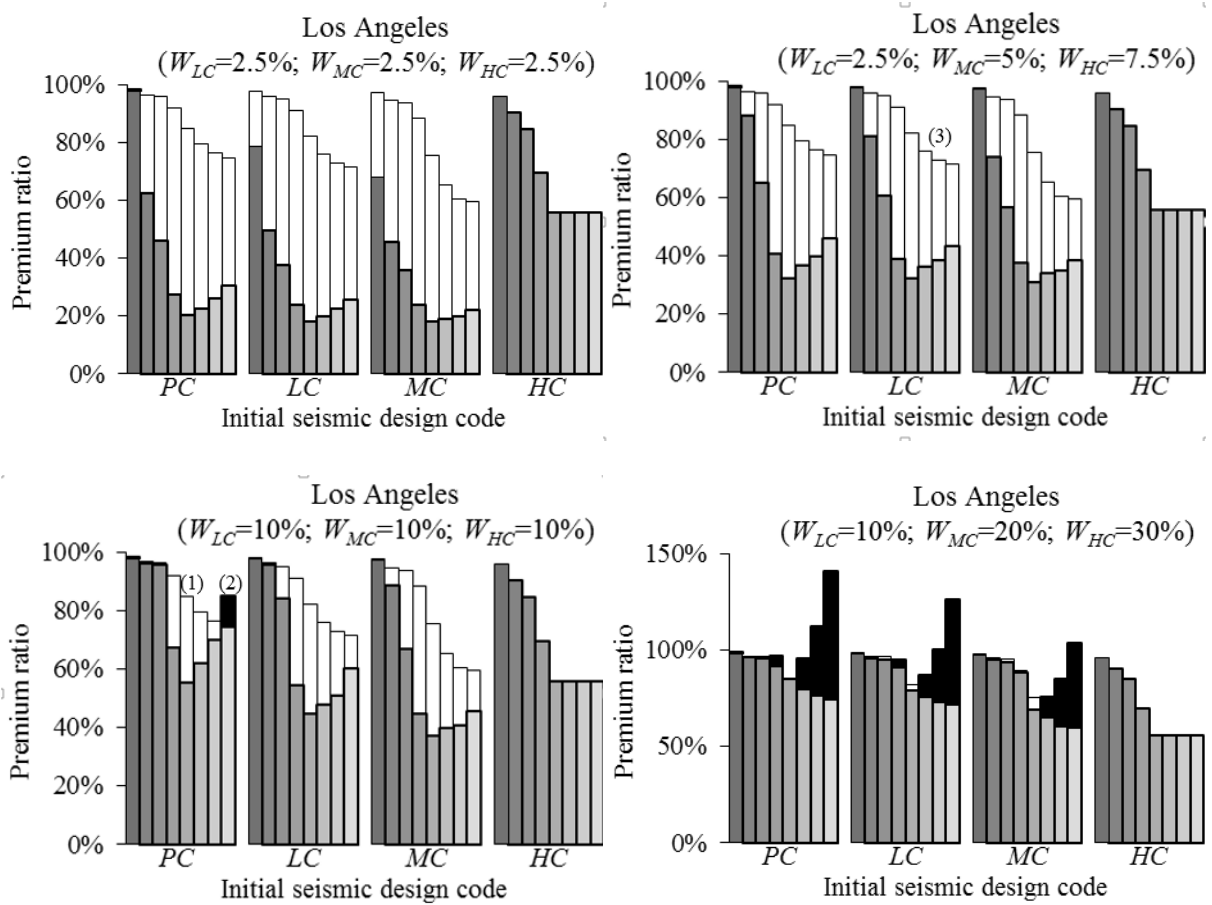 Los Angeles
(W_LC=2.5%; W_MC=2.5%; W_HC=2.5%)
100%
80%
60%
40%
20%
0%
Premium ratio
PC LC MC HC
Initial seismic design code
Los Angeles
(W_LC=2.5%; W_MC=5%; W_HC=7.5%)
100%
80%
60%
40%
20%
0%
Premium ratio
(3)
PC LC MC HC
Initial seismic design code
Los Angeles
(W_LC=10%; W_MC=10%; W_HC=10%)
100%
80%
60%
40%
20%
0%
Premium ratio
(1) (2)
PC LC MC HC
Initial seismic design code
Los Angeles
(W_LC=10%; W_MC=20%; W_HC=30%)
150%
100%
50%
0%
Premium ratio
PC LC MC HC
Initial seismic design code